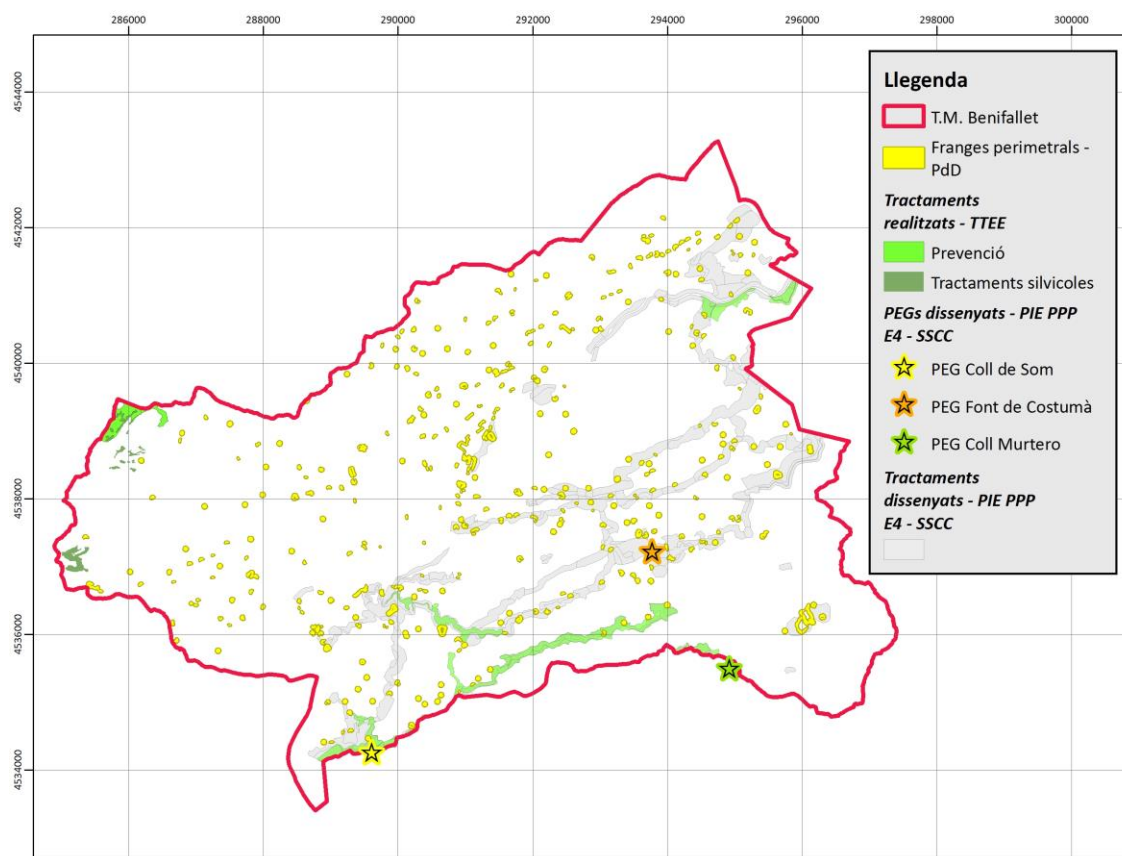 286000
288000
290000
292000
294000
296000
298000
300000
4544000
4542000
4540000
4538000
4536000
4534000
Llegenda
T.M. Benifallet
Franges perimetrals -
PdD
Tractaments
realitzats - TTEE
Prevenció
Tractaments silvicoles
PEGs dissenyats - PIE PPP
E4 - SSCC
PEG Coll de Som
PEG Font de Costumà
PEG Coll Murtero
Tractaments
dissenyats - PIE PPP
E4 - SSCC